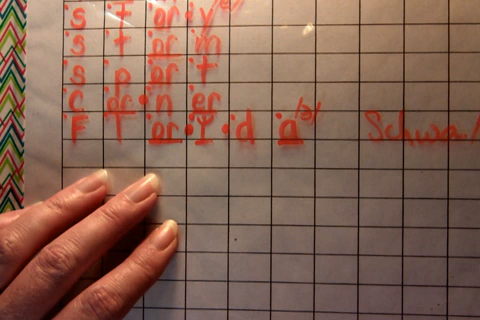 S T or y /ē/
S t or m
S p or t
C or n er
F l or i d a /ə/ Schwa!